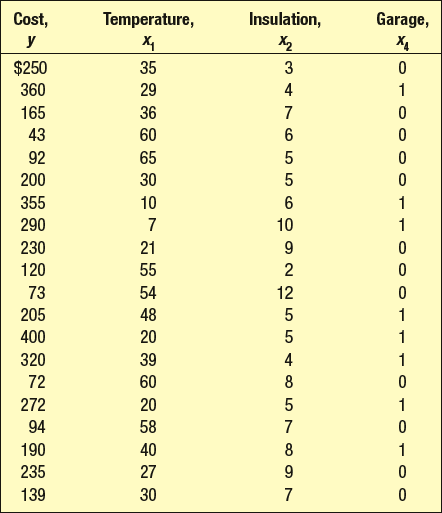 Cost, Temperature, Insulation, Garage,
y x₁ x₂ x₄
$250 35 3 0
360 29 4 1
165 36 7 0
43 60 6 0
92 65 5 0
200 30 5 0
355 10 6 1
290 7 10 1
230 21 9 0
120 55 2 0
73 54 12 0
205 48 5 1
400 20 5 1
320 39 4 1
72 60 8 0
272 20 5 1
94 58 7 0
190 40 8 1
235 27 9 0
139 30 7 0